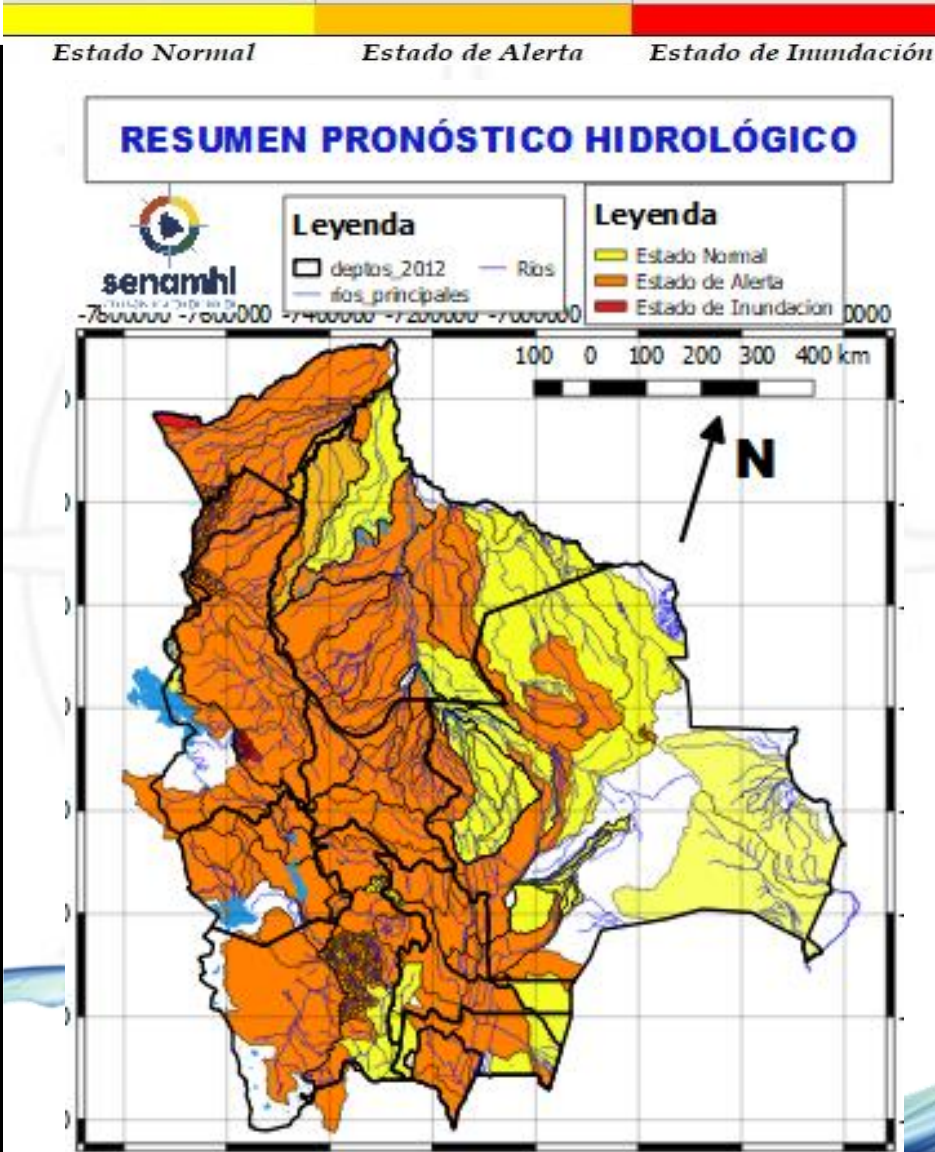 Estado Normal Estado de Alerta Estado de Inundación
RESUMEN PRONÓSTICO HIDROLÓGICO
senamhi
Leyenda
deptos_2012 Rios
rios_principales
Leyenda
Estado Normal
Estado de Alerta
Estado de Inundacion
-7800000 -7600000 -7400000 -7200000 -7000000 0000
100 0 100 200 300 400 km
N